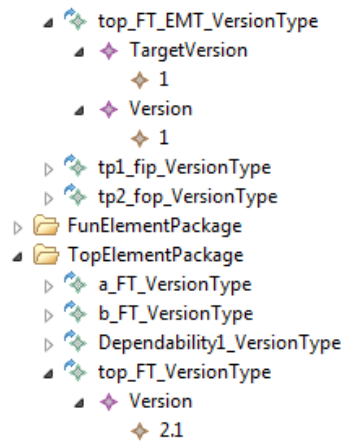 top_FT_EMT_VersionType
TargetVersion
1
Version
1
tp1_fip_VersionType
tp2_fop_VersionType
FunElementPackage
TopElementPackage
a_FT_VersionType
b_FT_VersionType
Dependability1_VersionType
top_FT_VersionType
Version
2.1